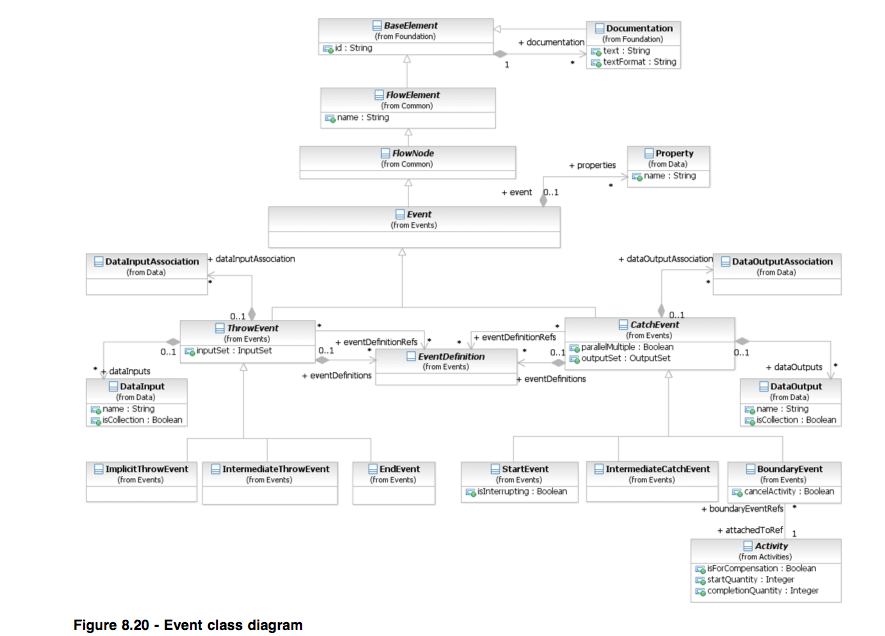 BaseElement
(from Foundation)
id : String
Documentation
(from Foundation)
text : String
textFormat : String
+ documentation
1
*
FlowElement
(from Common)
name : String
FlowNode
(from Common)
+ properties
*
Property
(from Data)
name : String
+ event
0..1
Event
(from Events)
DataInputAssociation
(from Data)
+ dataInputAssociation
*
+ dataOutputAssociation
*
DataOutputAssociation
(from Data)
0..1
0..1
ThrowEvent
(from Events)
inputSet : InputSet
*
+ eventDefinitionRefs
*
*
+ eventDefinitionRefs
*
CatchEvent
(from Events)
parallelMultiple : Boolean
outputSet : OutputSet
0..1
0..1
*
EventDefinition
(from Events)
*
0..1
0..1
+ eventDefinitions
+ eventDefinitions
* + dataInputs
+ dataOutputs *
DataInput
(from Data)
name : String
isCollection : Boolean
DataOutput
(from Data)
name : String
isCollection : Boolean
ImplicitThrowEvent
(from Events)
IntermediateThrowEvent
(from Events)
EndEvent
(from Events)
StartEvent
(from Events)
isInterrupting : Boolean
IntermediateCatchEvent
(from Events)
BoundaryEvent
(from Events)
cancelActivity : Boolean
+ boundaryEventRefs
*
+ attachedToRef
1
Activity
(from Activities)
isForCompensation : Boolean
startQuantity : Integer
completionQuantity : Integer
Figure 8.20 - Event class diagram